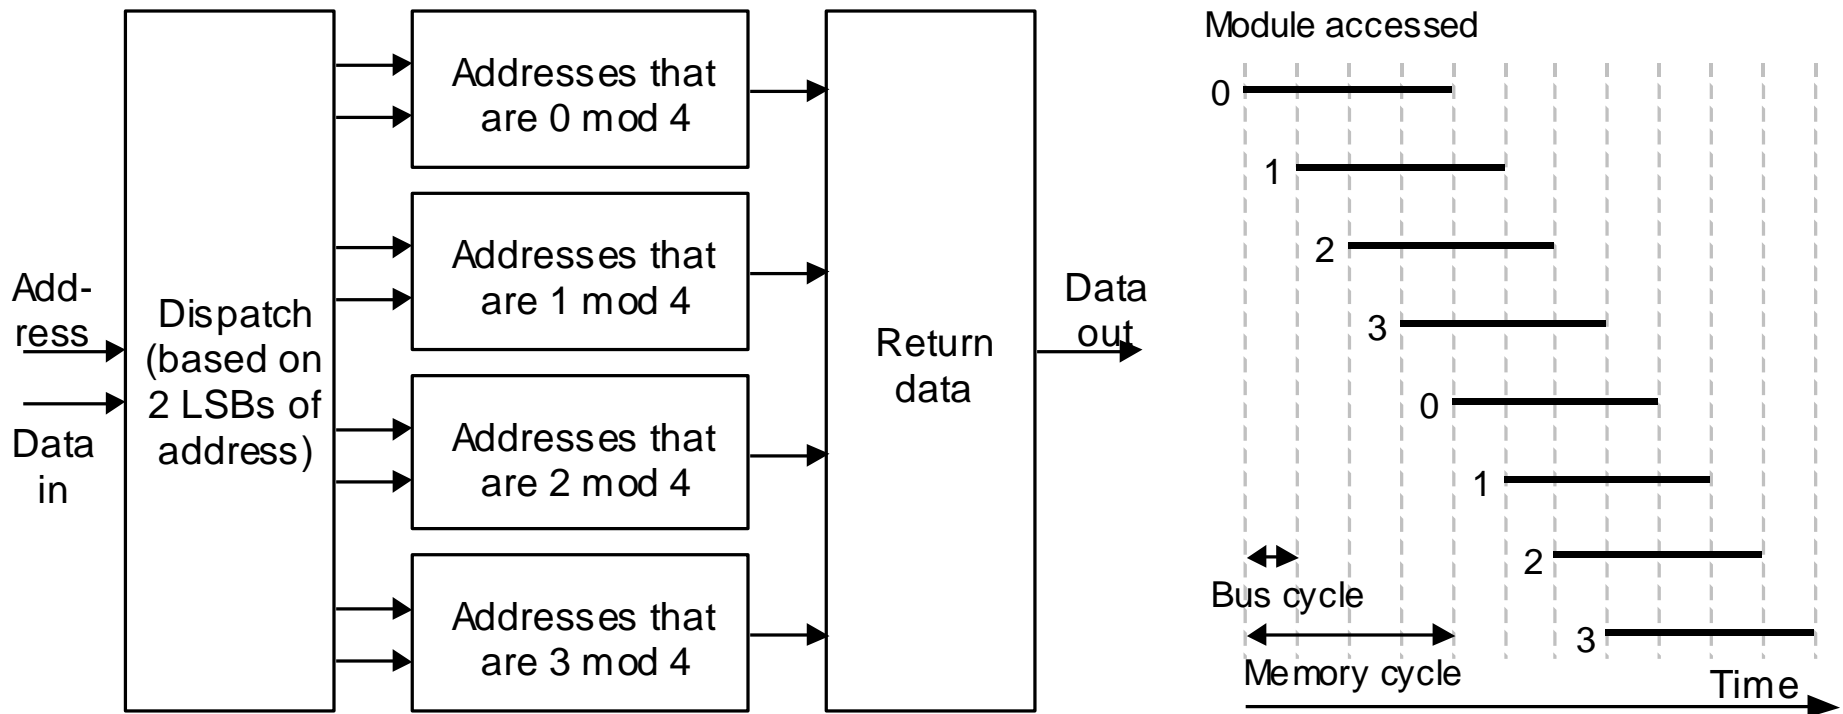 Add-
ress
Data
in
Dispatch
(based on
2 LSBs of
address)
Addresses that
are 0 mod 4
Addresses that
are 1 mod 4
Addresses that
are 2 mod 4
Addresses that
are 3 mod 4
Return
data
Data
out
Module accessed
0
1
2
3
0
1
2
3
Bus cycle
Memory cycle
Time